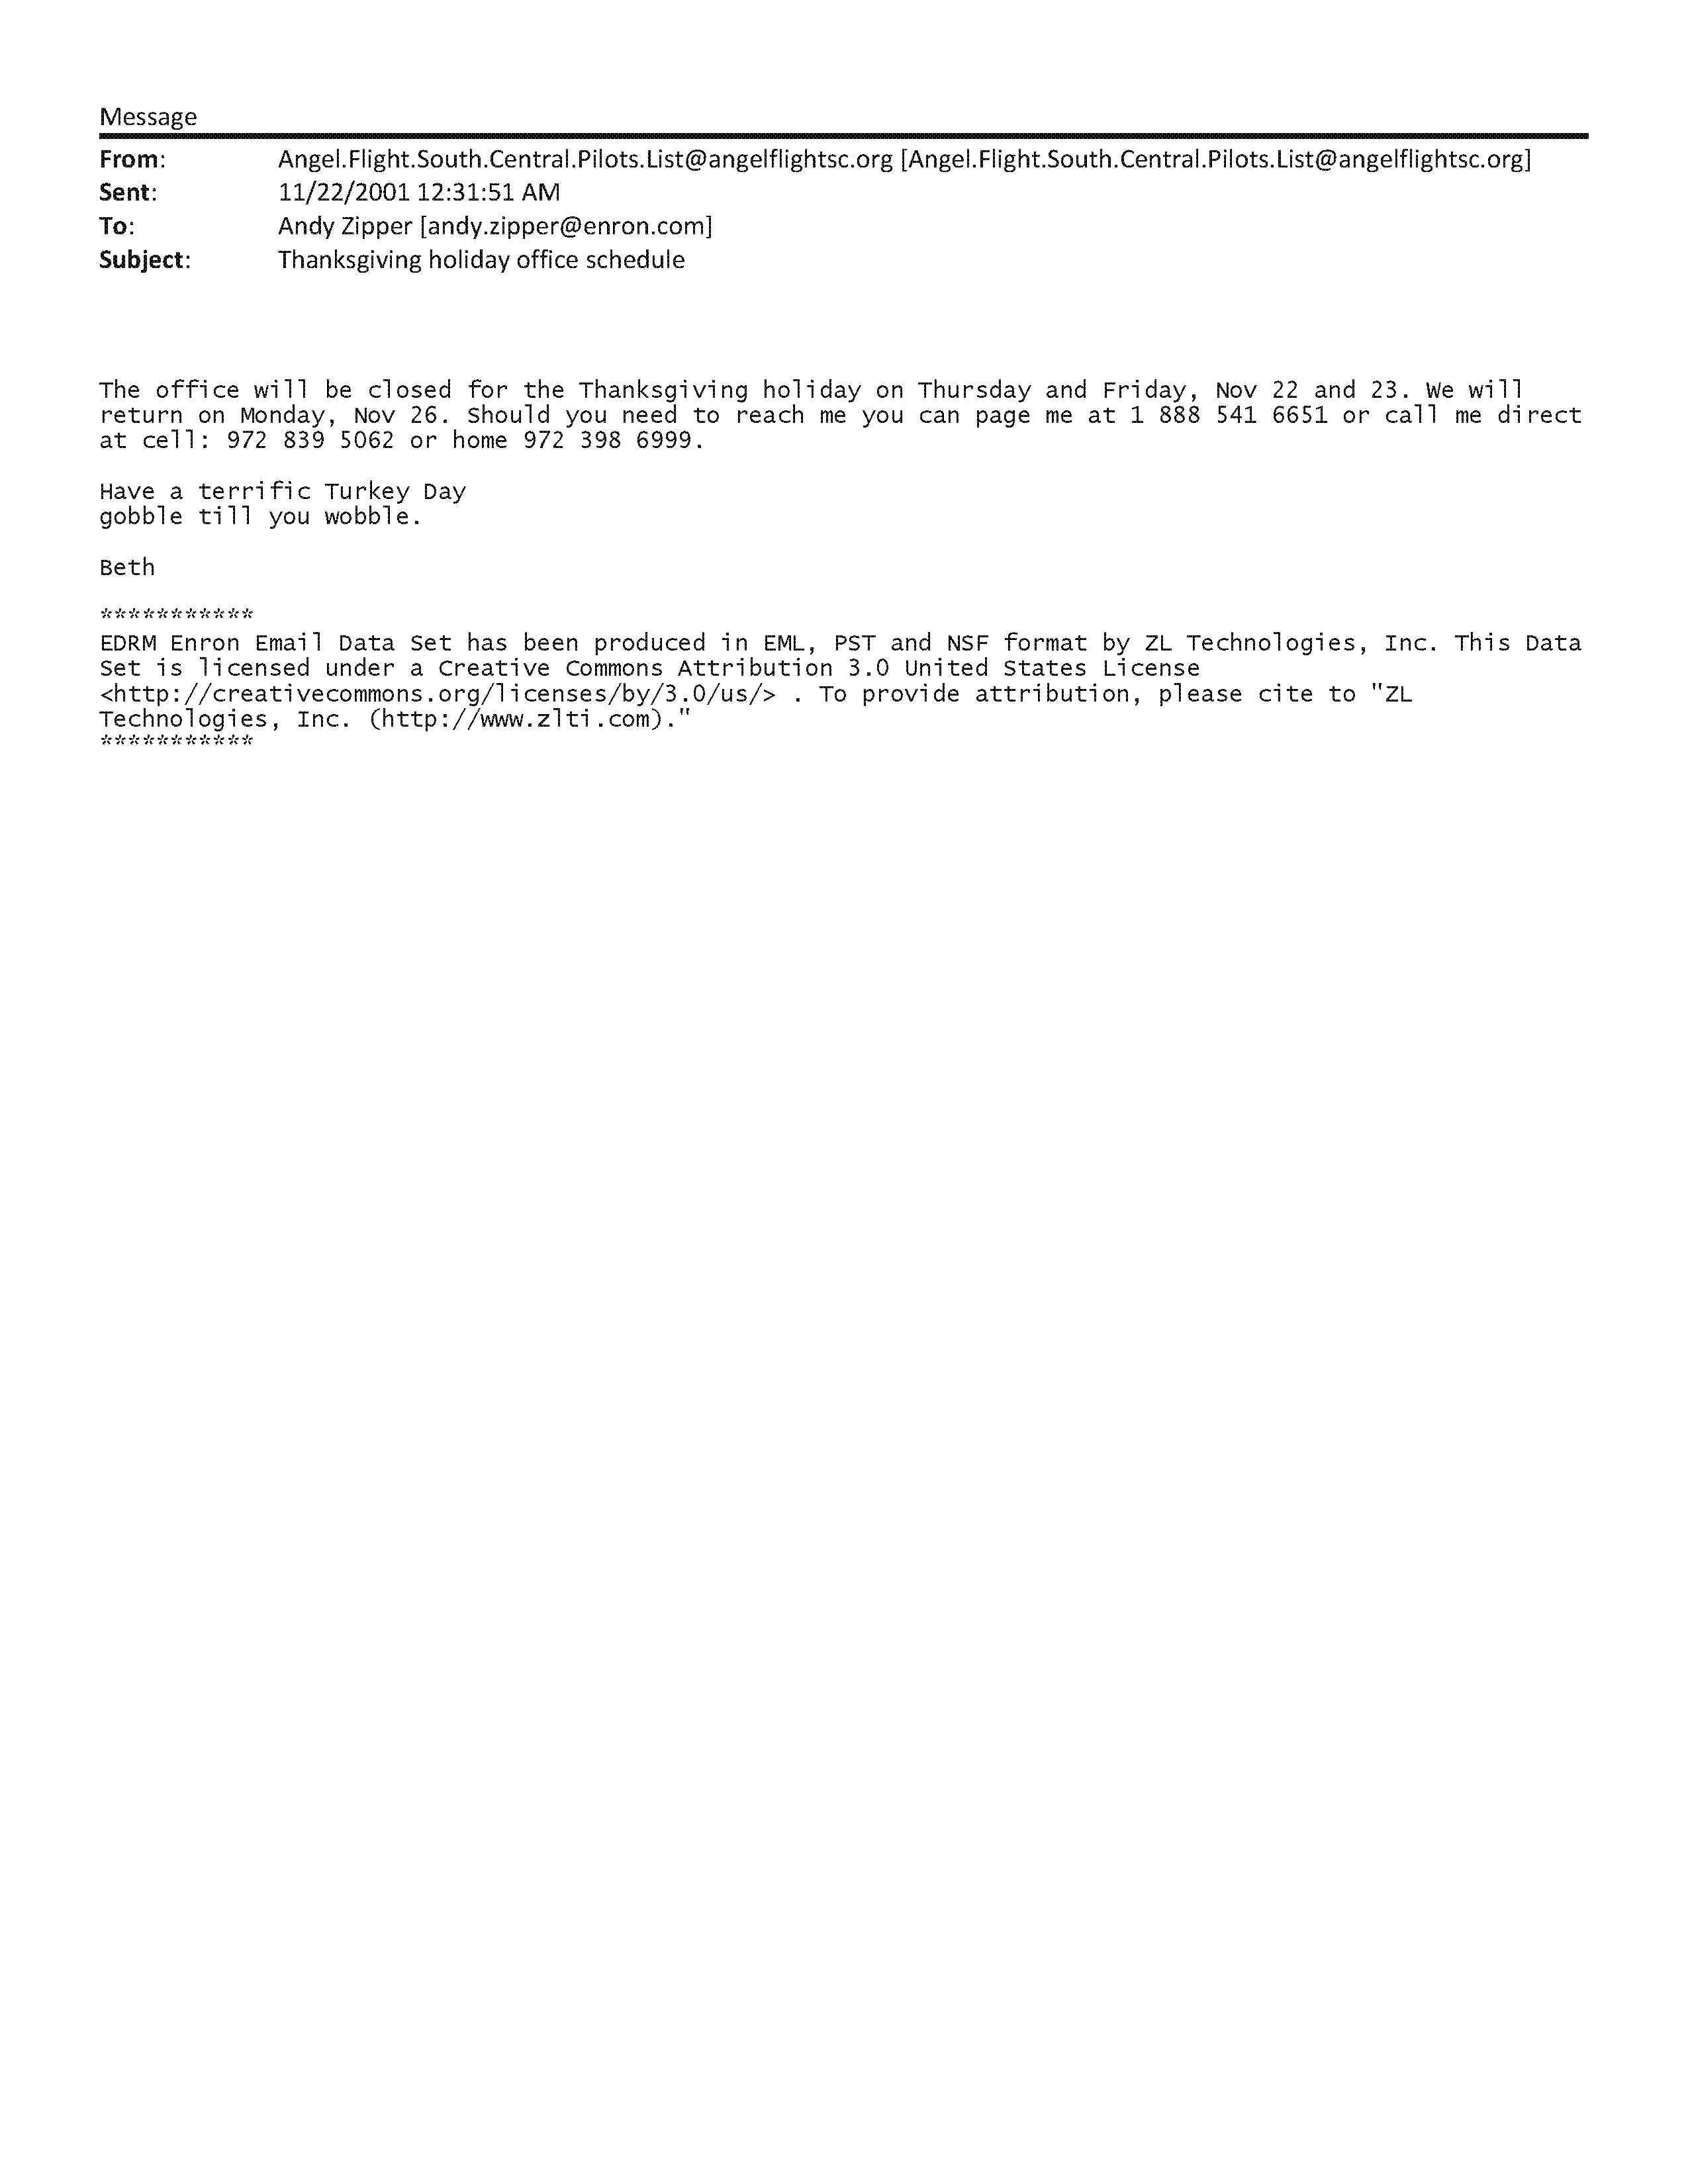 Message
From: Angel.Flight.South.Central.Pilots.List@angelflightsc.org [Angel.Flight.South.Central.Pilots.List@angelflightsc.org]
Sent: 11/22/2001 12:31:51 AM
To: Andy Zipper [andy.zipper@enron.com]
Subject: Thanksgiving holiday office schedule
The office will be closed for the Thanksgiving holiday on Thursday and Friday, Nov 22 and 23. We will
return on Monday, Nov 26. Should you need to reach me you can page me at 1 888 541 6651 or call me direct
at cell: 972 839 5062 or home 972 398 6999.
Have a terrific Turkey Day
gobble till you wobble.
Beth
***********
EDRM Enron Email Data Set has been produced in EML, PST and NSF format by ZL Technologies, Inc. This Data
Set is licensed under a Creative Commons Attribution 3.0 United States License
<http://creativecommons.org/licenses/by/3.0/us/> . To provide attribution, please cite to "ZL
Technologies, Inc. (http://www.zlti.com)."
***********